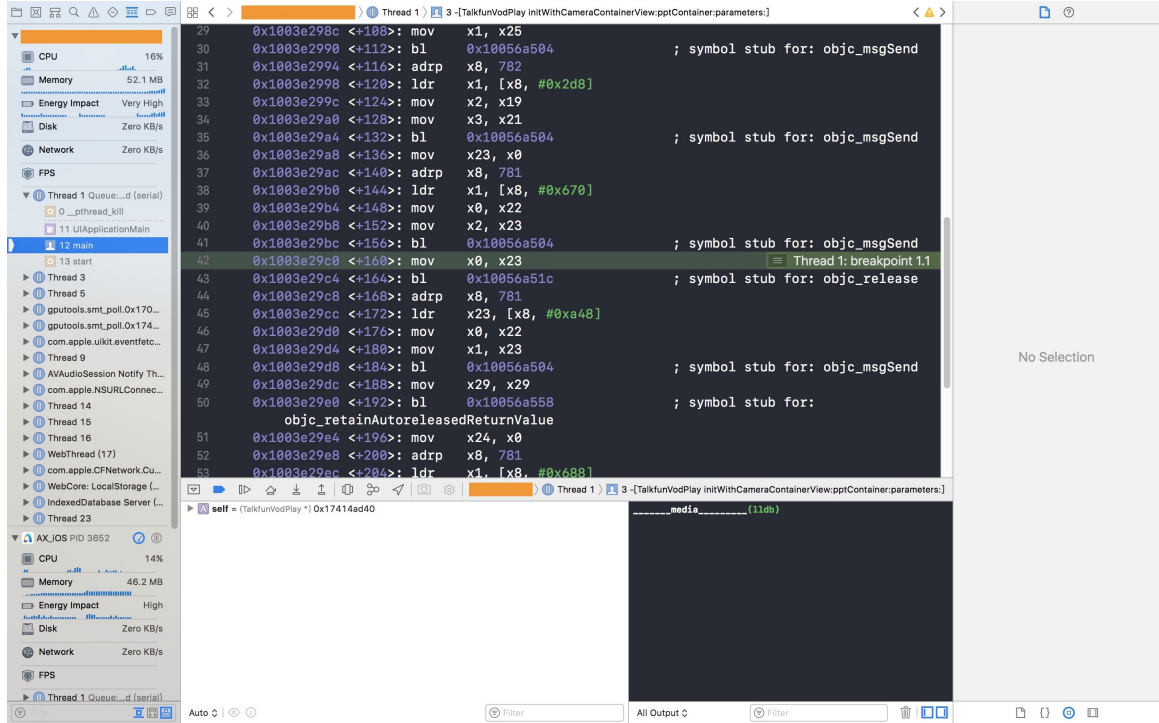 Thread 1 〉 3 -[TalkfunVodPlay initWithCameraContainerView:pptContainer:parameters:]
CPU 16%
Memory 52.1 MB
Energy Impact Very High
Disk Zero KB/s
Network Zero KB/s
FPS
Thread 1 Queue:...d (serial)
0 __pthread_kill
11 UIApplicationMain
12 main
13 start
Thread 3
Thread 5
gputools.smt_poll.0x170...
gputools.smt_poll.0x174...
com.apple.uikit.eventfetc...
Thread 9
AVAudioSession Notify Th...
com.apple.NSURLConnec...
Thread 14
Thread 15
Thread 16
WebThread (17)
com.apple.CFNetwork.Cu...
WebCore: LocalStorage (...
IndexedDatabase Server (...
Thread 23
AX_iOS PID 3652
CPU 14%
Memory 46.2 MB
Energy Impact High
Disk Zero KB/s
Network Zero KB/s
FPS
Thread 1 Queue:...d (serial)
29 0x1003e298c <+108>: mov x1, x25
30 0x1003e2990 <+112>: bl 0x10056a504 ; symbol stub for: objc_msgSend
31 0x1003e2994 <+116>: adrp x8, 782
32 0x1003e2998 <+120>: ldr x1, [x8, #0x2d8]
33 0x1003e299c <+124>: mov x2, x19
34 0x1003e29a0 <+128>: mov x3, x21
35 0x1003e29a4 <+132>: bl 0x10056a504 ; symbol stub for: objc_msgSend
36 0x1003e29a8 <+136>: mov x23, x0
37 0x1003e29ac <+140>: adrp x8, 781
38 0x1003e29b0 <+144>: ldr x1, [x8, #0x670]
39 0x1003e29b4 <+148>: mov x0, x22
40 0x1003e29b8 <+152>: mov x2, x23
41 0x1003e29bc <+156>: bl 0x10056a504 ; symbol stub for: objc_msgSend
42 0x1003e29c0 <+160>: mov x0, x23 Thread 1: breakpoint 1.1
43 0x1003e29c4 <+164>: bl 0x10056a51c ; symbol stub for: objc_release
44 0x1003e29c8 <+168>: adrp x8, 781
45 0x1003e29cc <+172>: ldr x23, [x8, #0xa48]
46 0x1003e29d0 <+176>: mov x0, x22
47 0x1003e29d4 <+180>: mov x1, x23
48 0x1003e29d8 <+184>: bl 0x10056a504 ; symbol stub for: objc_msgSend
49 0x1003e29dc <+188>: mov x29, x29
50 0x1003e29e0 <+192>: bl 0x10056a558 ; symbol stub for:
objc_retainAutoreleasedReturnValue
51 0x1003e29e4 <+196>: mov x24, x0
52 0x1003e29e8 <+200>: adrp x8, 781
53 0x1003e29ec <+204>: ldr x1, [x8, #0x688]
Thread 1 〉 3 -[TalkfunVodPlay initWithCameraContainerView:pptContainer:parameters:]
A self = (TalkfunVodPlay *) 0x17414ad40
_______media_________(lldb)
Auto
Filter
All Output
Filter
No Selection